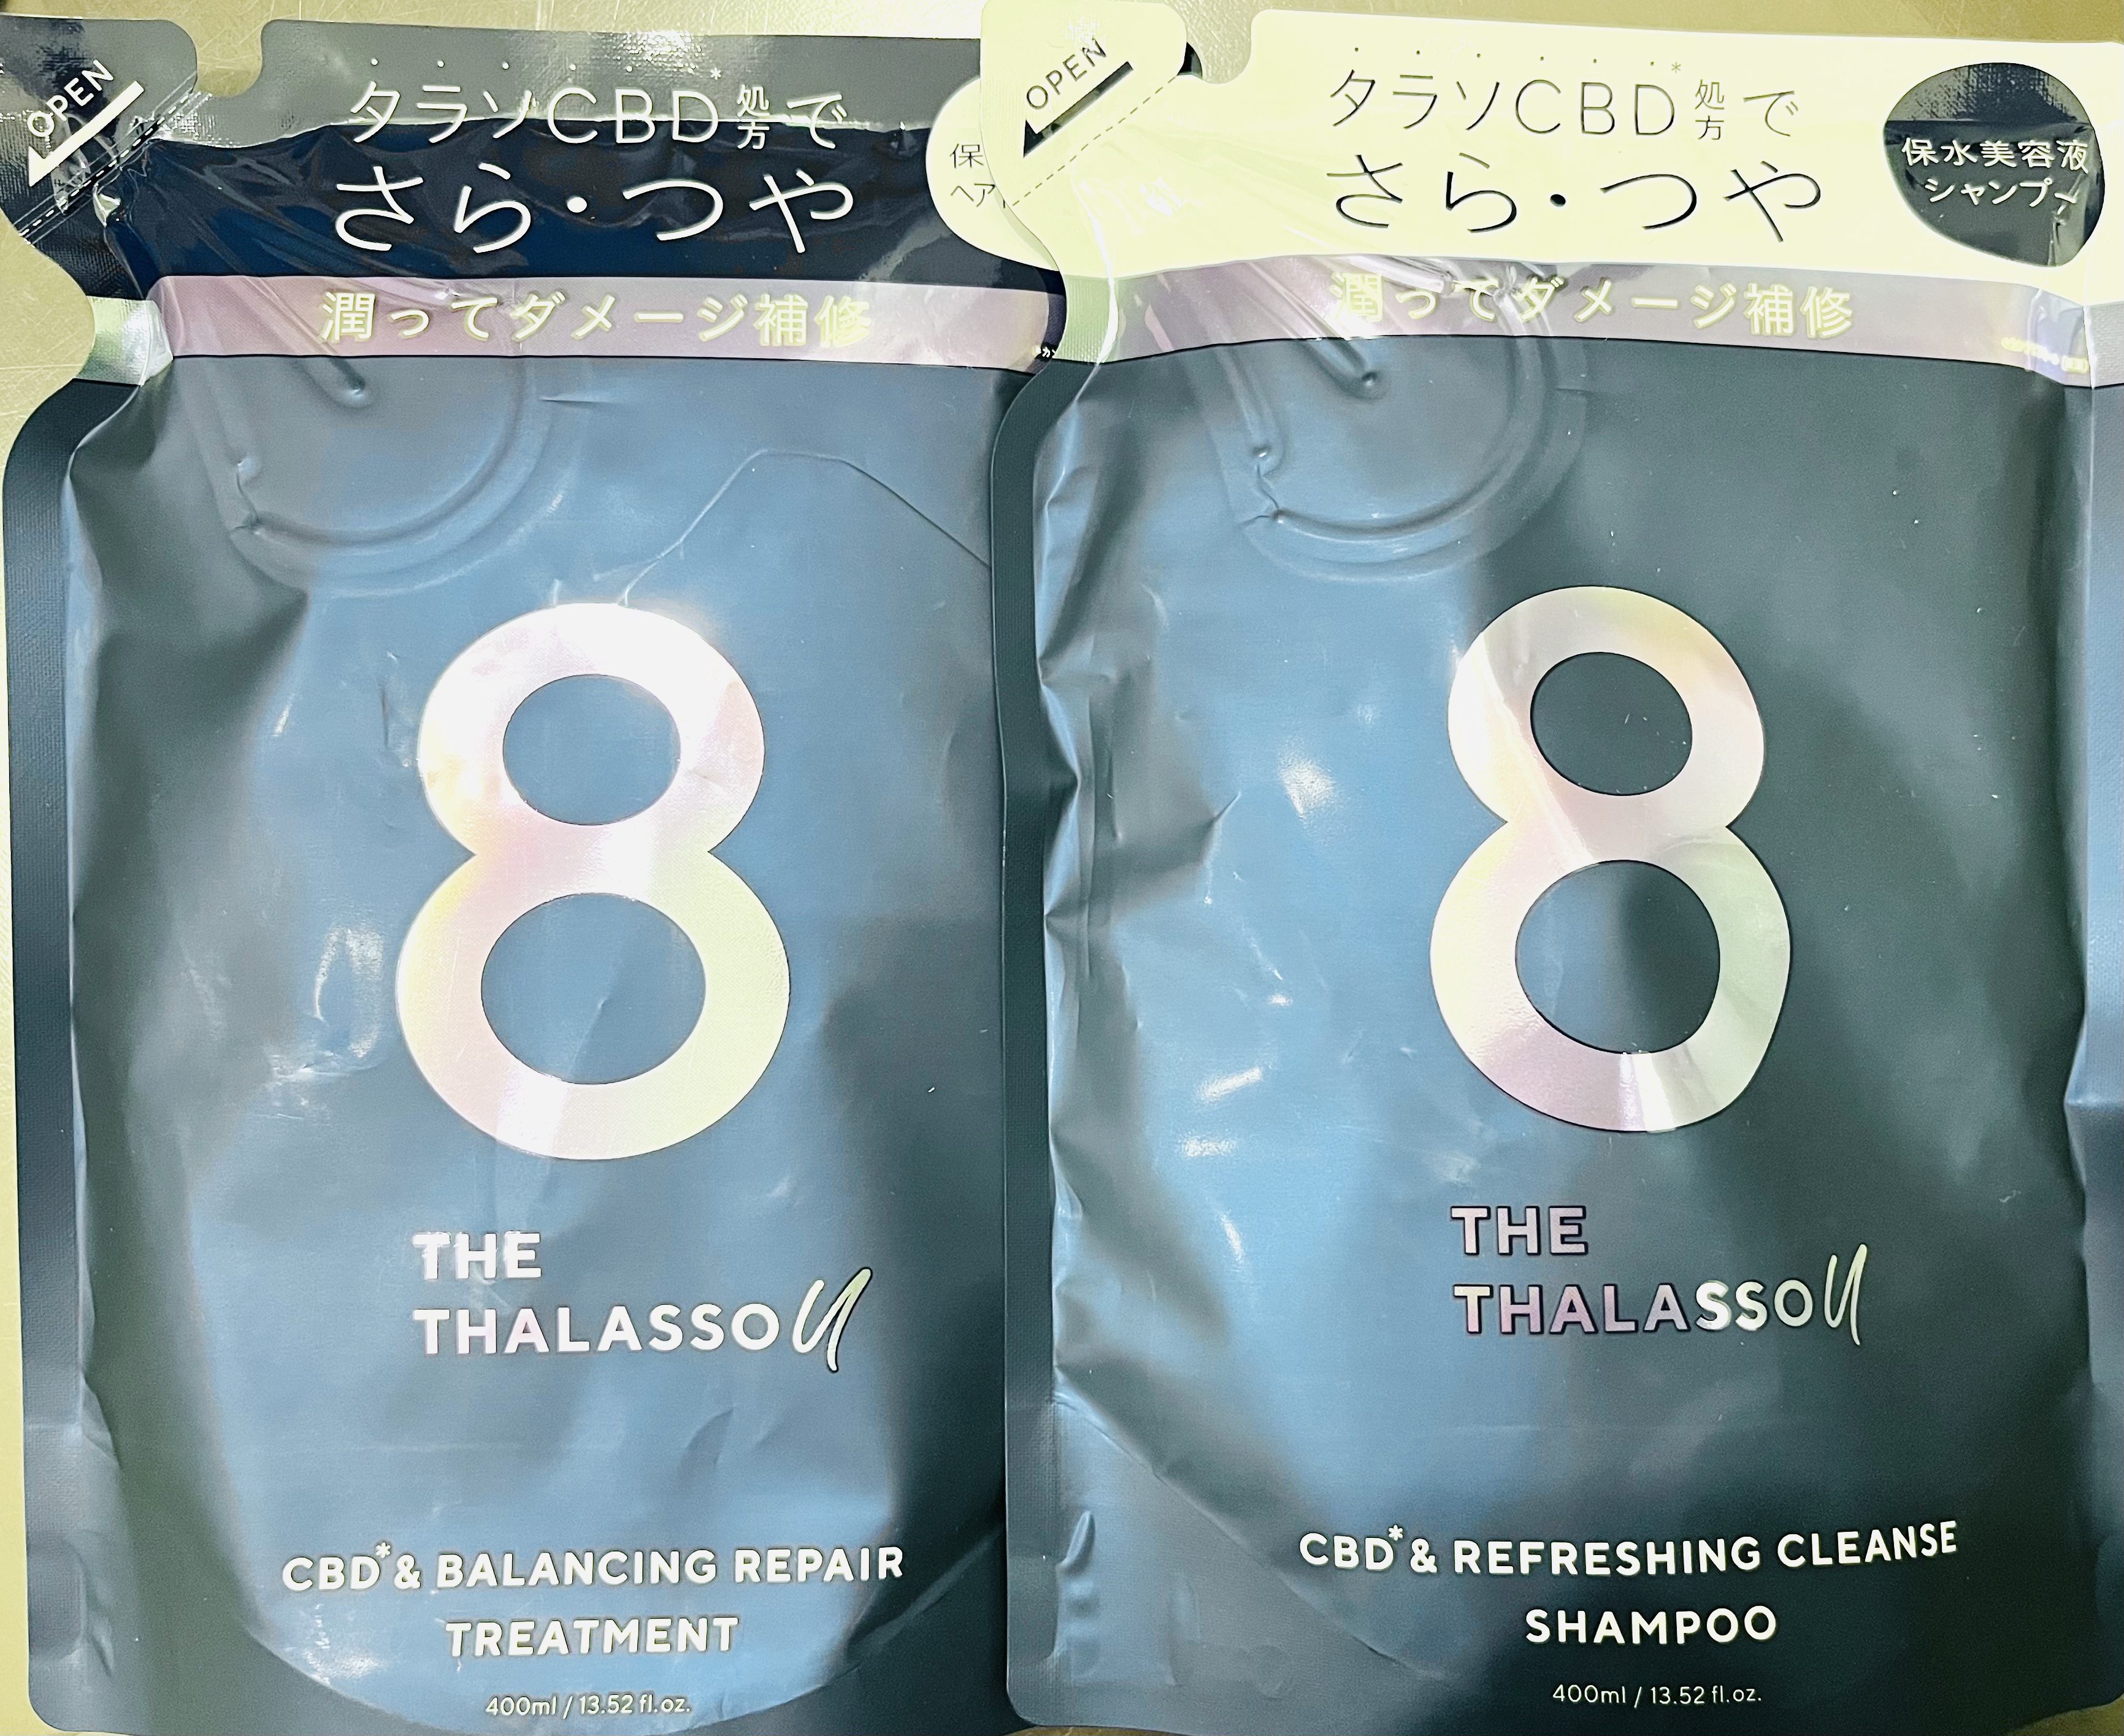 OPEN
タラソCBD*処方で
さら・つや
潤ってダメージ補修
8
THE
THALASSO U
CBD*& BALANCING REPAIR
TREATMENT
400ml / 13.52 fl.oz.
保
ヘア
OPEN
タラソCBD*処方で
さら・つや
保水美容液
シャンプー
潤ってダメージ補修
8
THE
THALASSO U
CBD*& REFRESHING CLEANSE
SHAMPOO
400ml / 13.52 fl.oz.